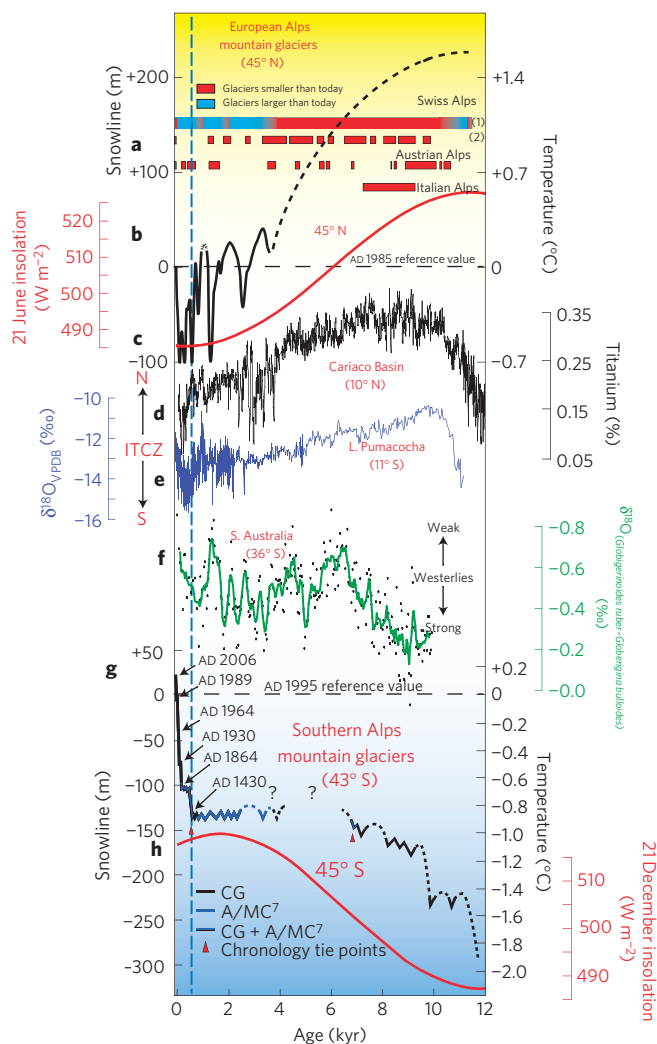 European Alps
mountain glaciers
(45° N)
+200
+1.4
Glaciers smaller than today
Glaciers larger than today
Swiss Alps
(1)
(2)
a
Austrian Alps
Italian Alps
Snowline (m)
+100
+0.7
Temperature (°C)
21 June insolation
(W m−2)
520
510
500
490
b
45° N
AD 1985 reference value
0
0
c
−100
−0.7
Cariaco Basin
(10° N)
0.35
0.25
0.15
0.05
Titanium (%)
N
ITCZ
S
δ18OVPDB (‰)
−10
−12
−14
−16
d
e
L. Pumacocha
(11° S)
f
S. Australia
(36° S)
Weak
Westerlies
Strong
−0.8
−0.6
−0.4
−0.2
−0.0
δ18O(Globigerinoides ruber–Globerigina bulloides)
(‰)
g
+50
+0.2
AD 2006
AD 1989
AD 1995 reference value
0
0
AD 1964
AD 1930
AD 1864
AD 1430
Southern Alps
mountain glaciers
(43° S)
?
?
−50
−100
−150
−200
−250
−300
Snowline (m)
−0.2
−0.4
−0.6
−0.8
−1.0
−1.2
−1.4
−1.6
−1.8
−2.0
Temperature (°C)
h
45° S
CG
A/MC7
CG + A/MC7
Chronology tie points
510
500
490
21 December insolation
(W m−2)
0
2
4
6
8
10
12
Age (kyr)